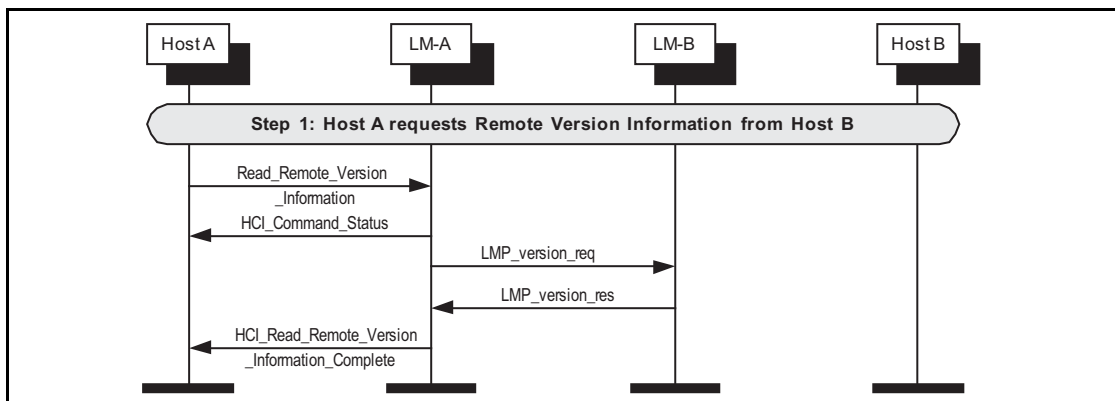 Host A
LM-A
LM-B
Host B
Step 1: Host A requests Remote Version Information from Host B
Read_Remote_Version
_Information
HCI_Command_Status
LMP_version_req
LMP_version_res
HCI_Read_Remote_Version
_Information_Complete